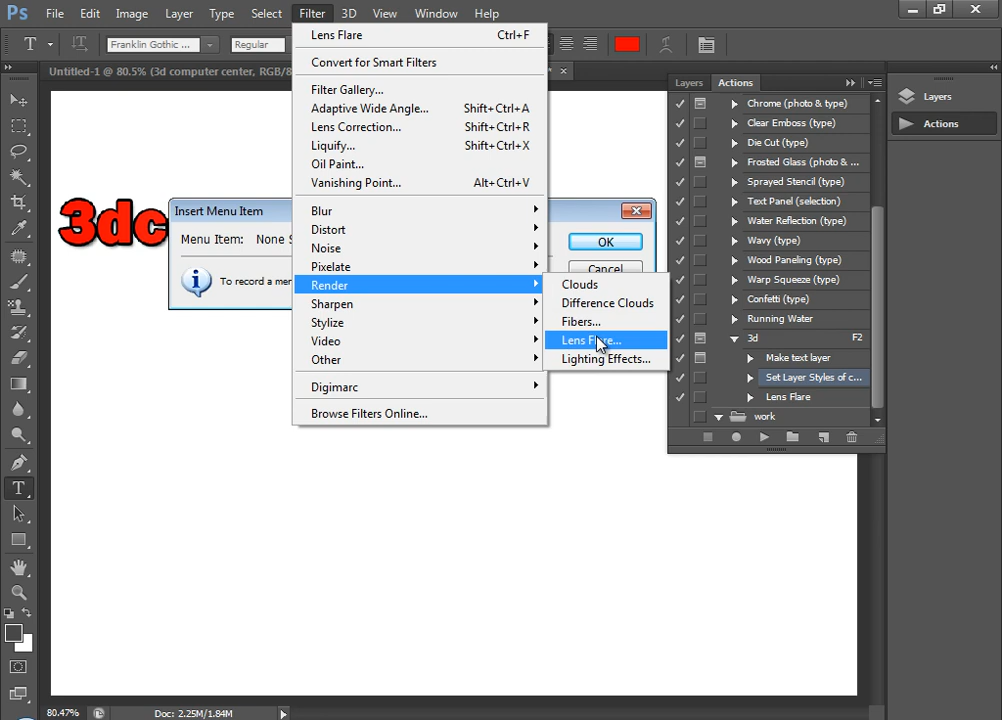 Ps File Edit Image Layer Type Select Filter 3D View Window Help
T Franklin Gothic ... Regular
Untitled-1 @ 80.5% (3d computer center, RGB/8
Lens Flare Ctrl+F
Convert for Smart Filters
Filter Gallery...
Adaptive Wide Angle... Shift+Ctrl+A
Lens Correction... Shift+Ctrl+R
Liquify... Shift+Ctrl+X
Oil Paint...
Vanishing Point... Alt+Ctrl+V
Blur
Distort
Noise
Pixelate
Render
Sharpen
Stylize
Video
Other
Digimarc
Browse Filters Online...
Clouds
Difference Clouds
Fibers...
Lens Flare...
Lighting Effects...
3dc
Insert Menu Item
Menu Item: None S
OK
To record a men
Cancel
Layers Actions
Chrome (photo & type)
Clear Emboss (type)
Die Cut (type)
Frosted Glass (photo & ...
Sprayed Stencil (type)
Text Panel (selection)
Water Reflection (type)
Wavy (type)
Wood Paneling (type)
Warp Squeeze (type)
Confetti (type)
Running Water
3d F2
Make text layer
Set Layer Styles of c...
Lens Flare
work
Layers
Actions
80.47% Doc: 2.25M/1.84M